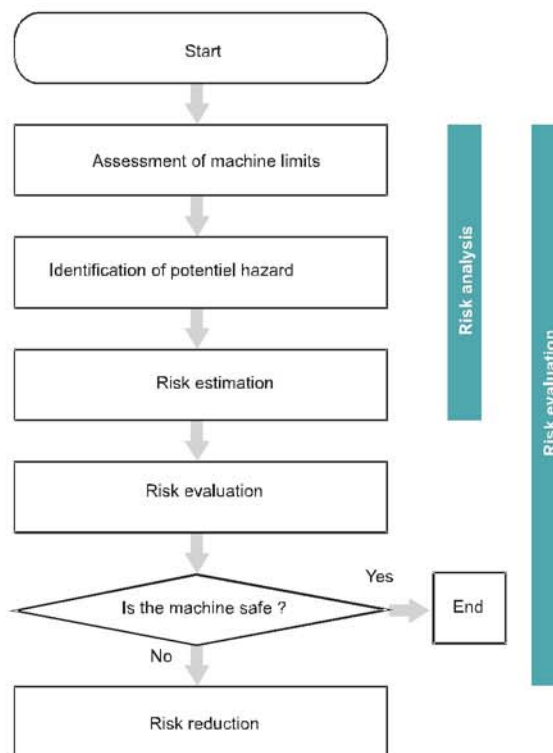 Start
Assessment of machine limits
Identification of potentiel hazard
Risk estimation
Risk evaluation
Is the machine safe ?
Yes
End
No
Risk reduction
Risk analysis
Risk evaluation